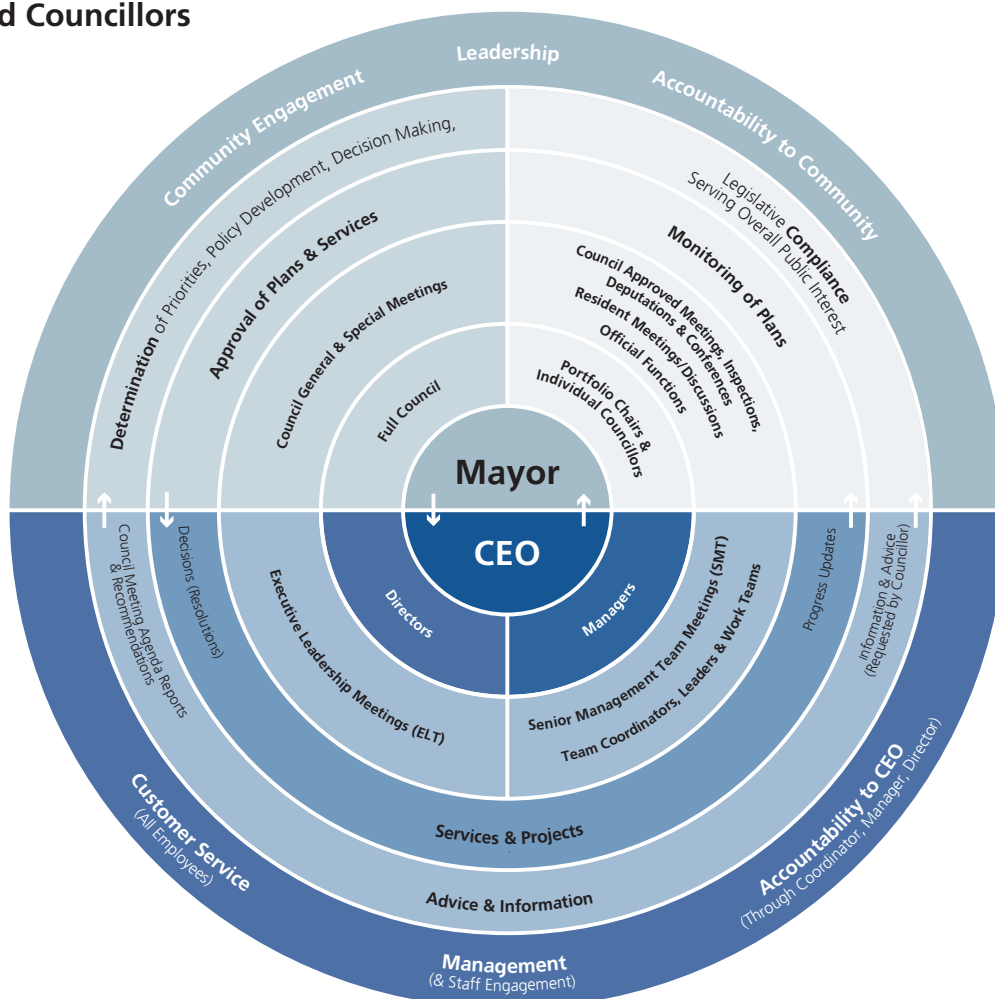 d Councillors
Leadership
Community Engagement
Accountability to Community
Determination of Priorities, Policy Development, Decision Making,
Legislative Compliance
Serving Overall Public Interest
Approval of Plans & Services
Monitoring of Plans
Council General & Special Meetings
Council Approved Meetings, Inspections,
Deputations & Conferences
Resident Meetings/Discussions
Official Functions
Full Council
Portfolio Chairs &
Individual Councillors
Mayor
CEO
Directors
Managers
Executive Leadership Meetings (ELT)
Senior Management Team Meetings (SMT)
Team Coordinators, Leaders & Work Teams
Decisions (Resolutions)
Progress Updates
Council Meeting Agenda Reports
& Recommendations
Information & Advice
(Requested by Councillor)
Services & Projects
Advice & Information
Customer Service
(All Employees)
Management
(& Staff Engagement)
Accountability to CEO
(Through Coordinator, Manager, Director)